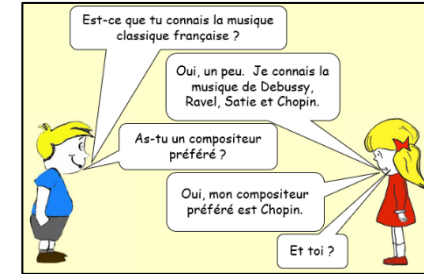 Est-ce que tu connais la musique
classique française ?
Oui, un peu. Je connais la
musique de Debussy,
Ravel, Satie et Chopin.
As-tu un compositeur
préféré ?
Oui, mon compositeur
préféré est Chopin.
Et toi ?